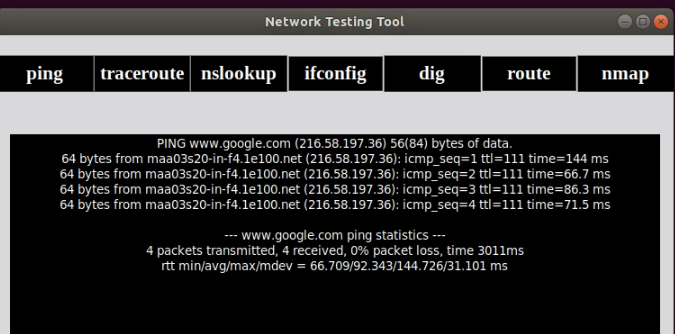 Network Testing Tool
ping traceroute nslookup ifconfig dig route nmap
PING www.google.com (216.58.197.36) 56(84) bytes of data.
64 bytes from maa03s20-in-f4.1e100.net (216.58.197.36): icmp_seq=1 ttl=111 time=144 ms
64 bytes from maa03s20-in-f4.1e100.net (216.58.197.36): icmp_seq=2 ttl=111 time=66.7 ms
64 bytes from maa03s20-in-f4.1e100.net (216.58.197.36): icmp_seq=3 ttl=111 time=86.3 ms
64 bytes from maa03s20-in-f4.1e100.net (216.58.197.36): icmp_seq=4 ttl=111 time=71.5 ms
--- www.google.com ping statistics ---
4 packets transmitted, 4 received, 0% packet loss, time 3011ms
rtt min/avg/max/mdev = 66.709/92.343/144.726/31.101 ms